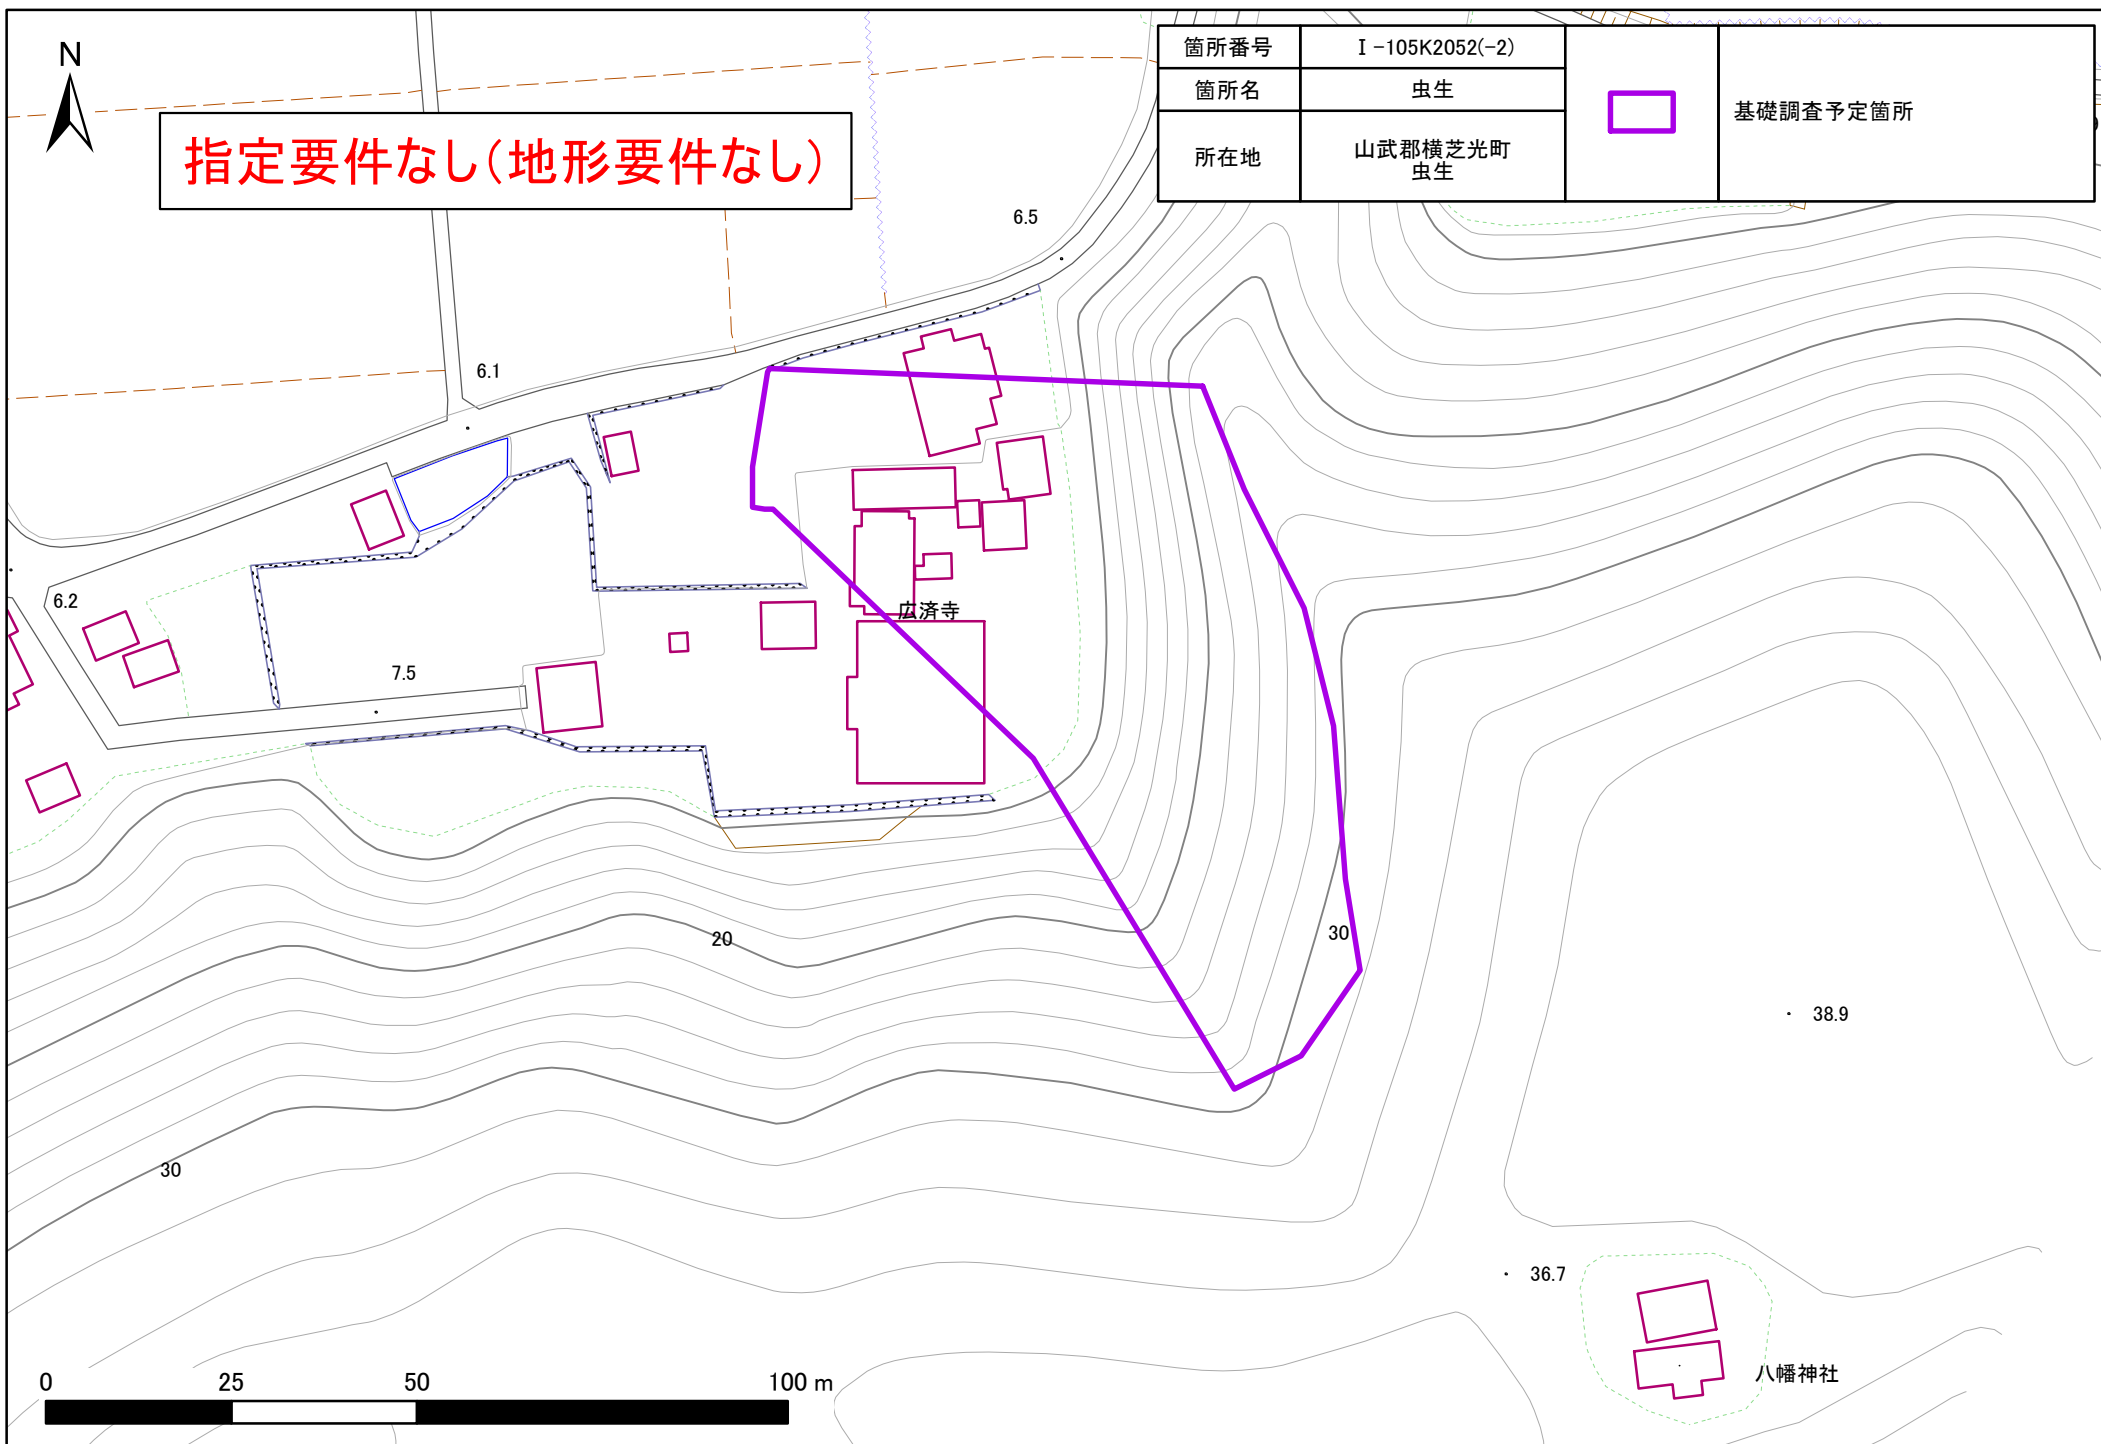 N
箇所番号
Ⅰ-105K2052(-2)
箇所名
虫生
所在地
山武郡横芝光町
虫生
基礎調査予定箇所
指定要件なし(地形要件なし)
6.5
6.1
6.2
7.5
広済寺
20
30
30
38.9
36.7
八幡神社
0 25 50 100 m